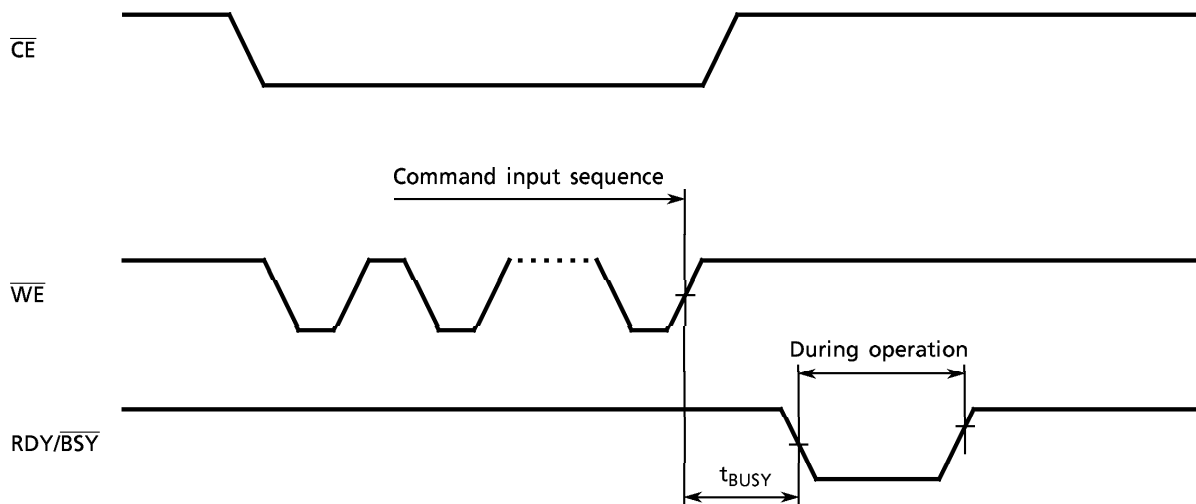 CE
Command input sequence
WE
During operation
RDY/BSY
tBUSY